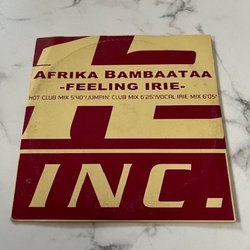 12
AFRIKA BAMBAATAA
-FEELING IRIE-
HOT CLUB MIX 5'40"/JUMPIN' CLUB MIX 6'25"/VOCAL IRIE MIX 6'05"
INC.